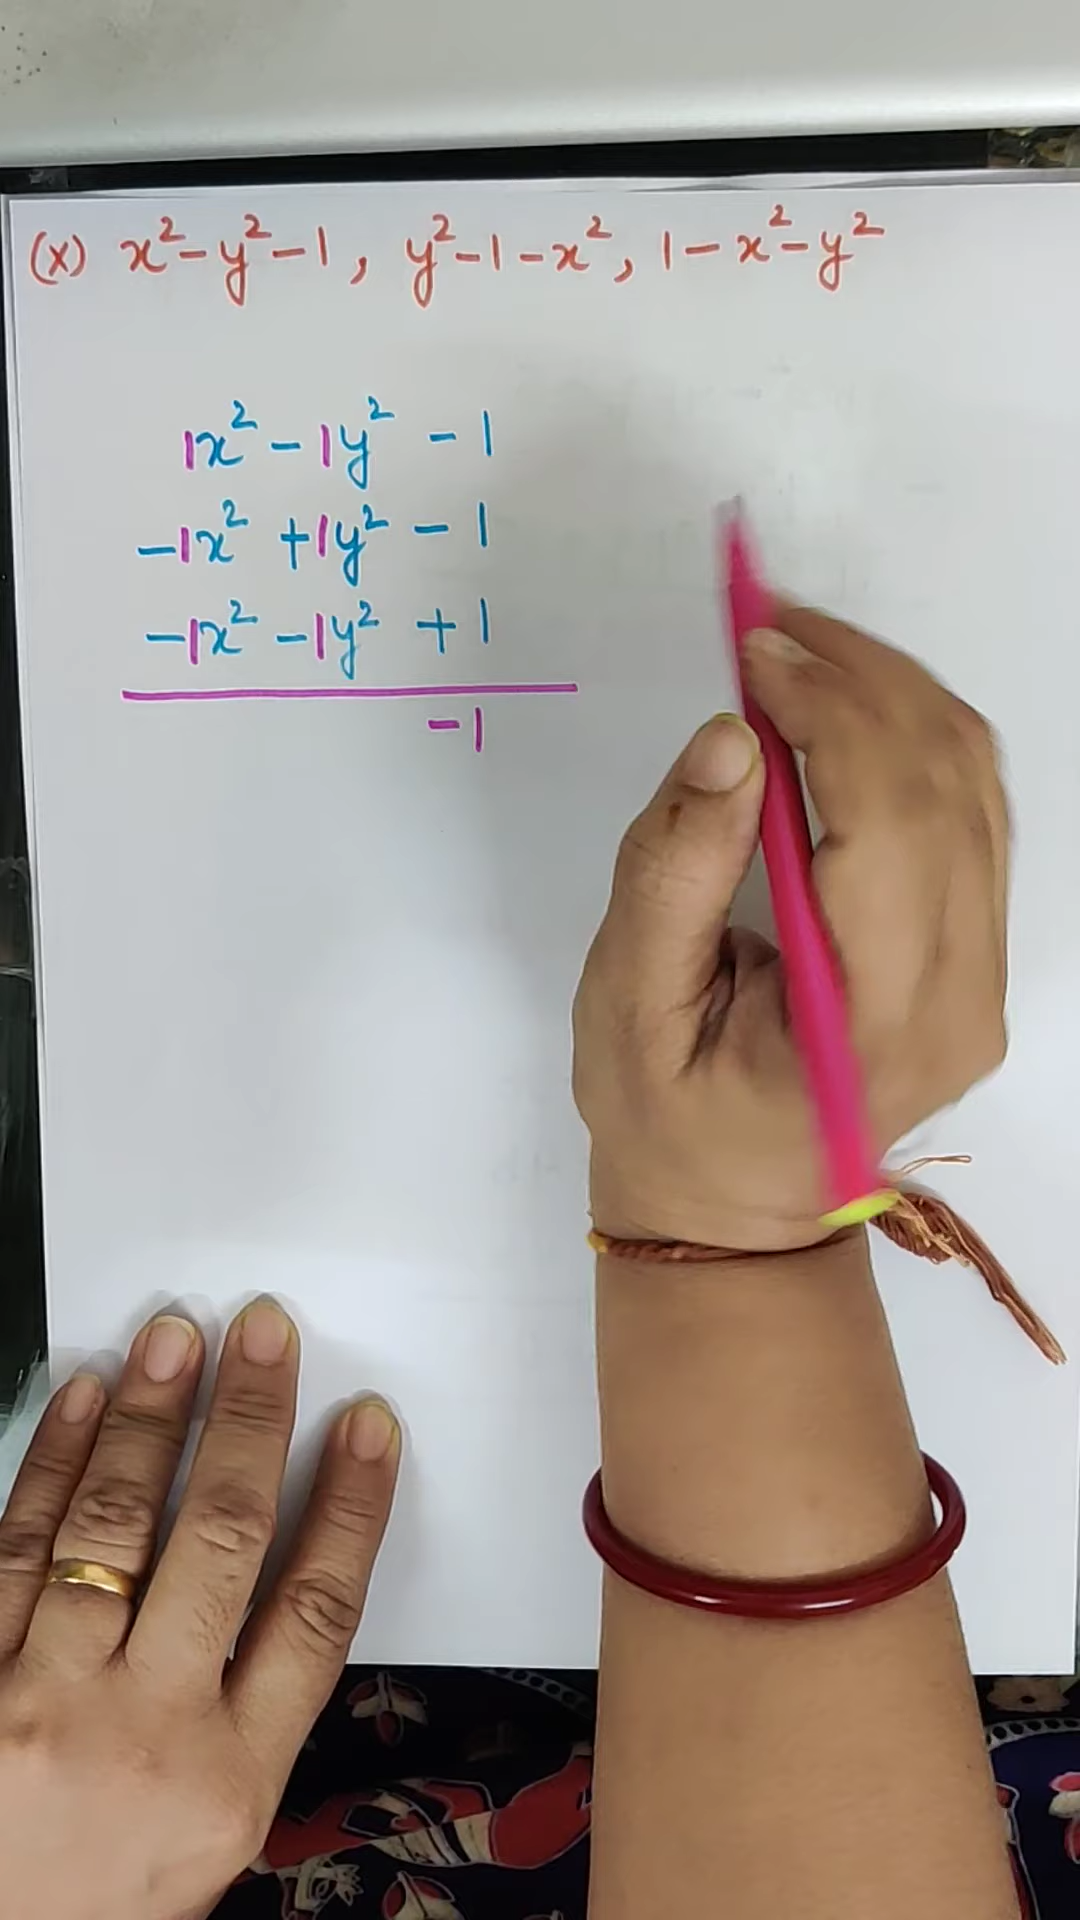 (x) x²-y²-1, y²-1-x², 1-x²-y²
1x² - 1y² - 1
-1x² +1y² - 1
-1x² -1y² + 1
-1